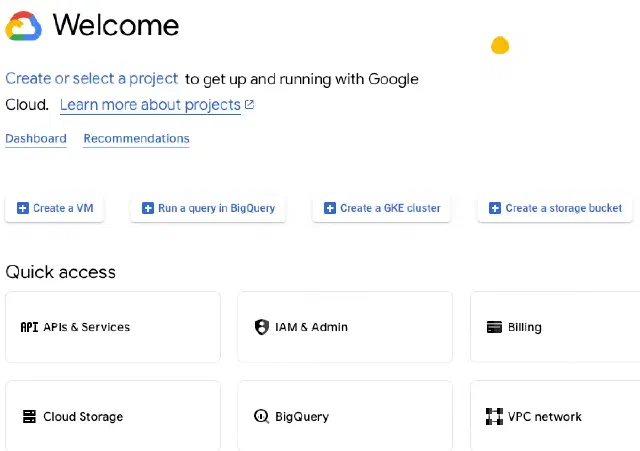 Welcome
Create or select a project to get up and running with Google
Cloud. Learn more about projects
Dashboard Recommendations
Create a VM Run a query in BigQuery Create a GKE cluster Create a storage bucket
Quick access
API APIs & Services IAM & Admin Billing
Cloud Storage BigQuery VPC network